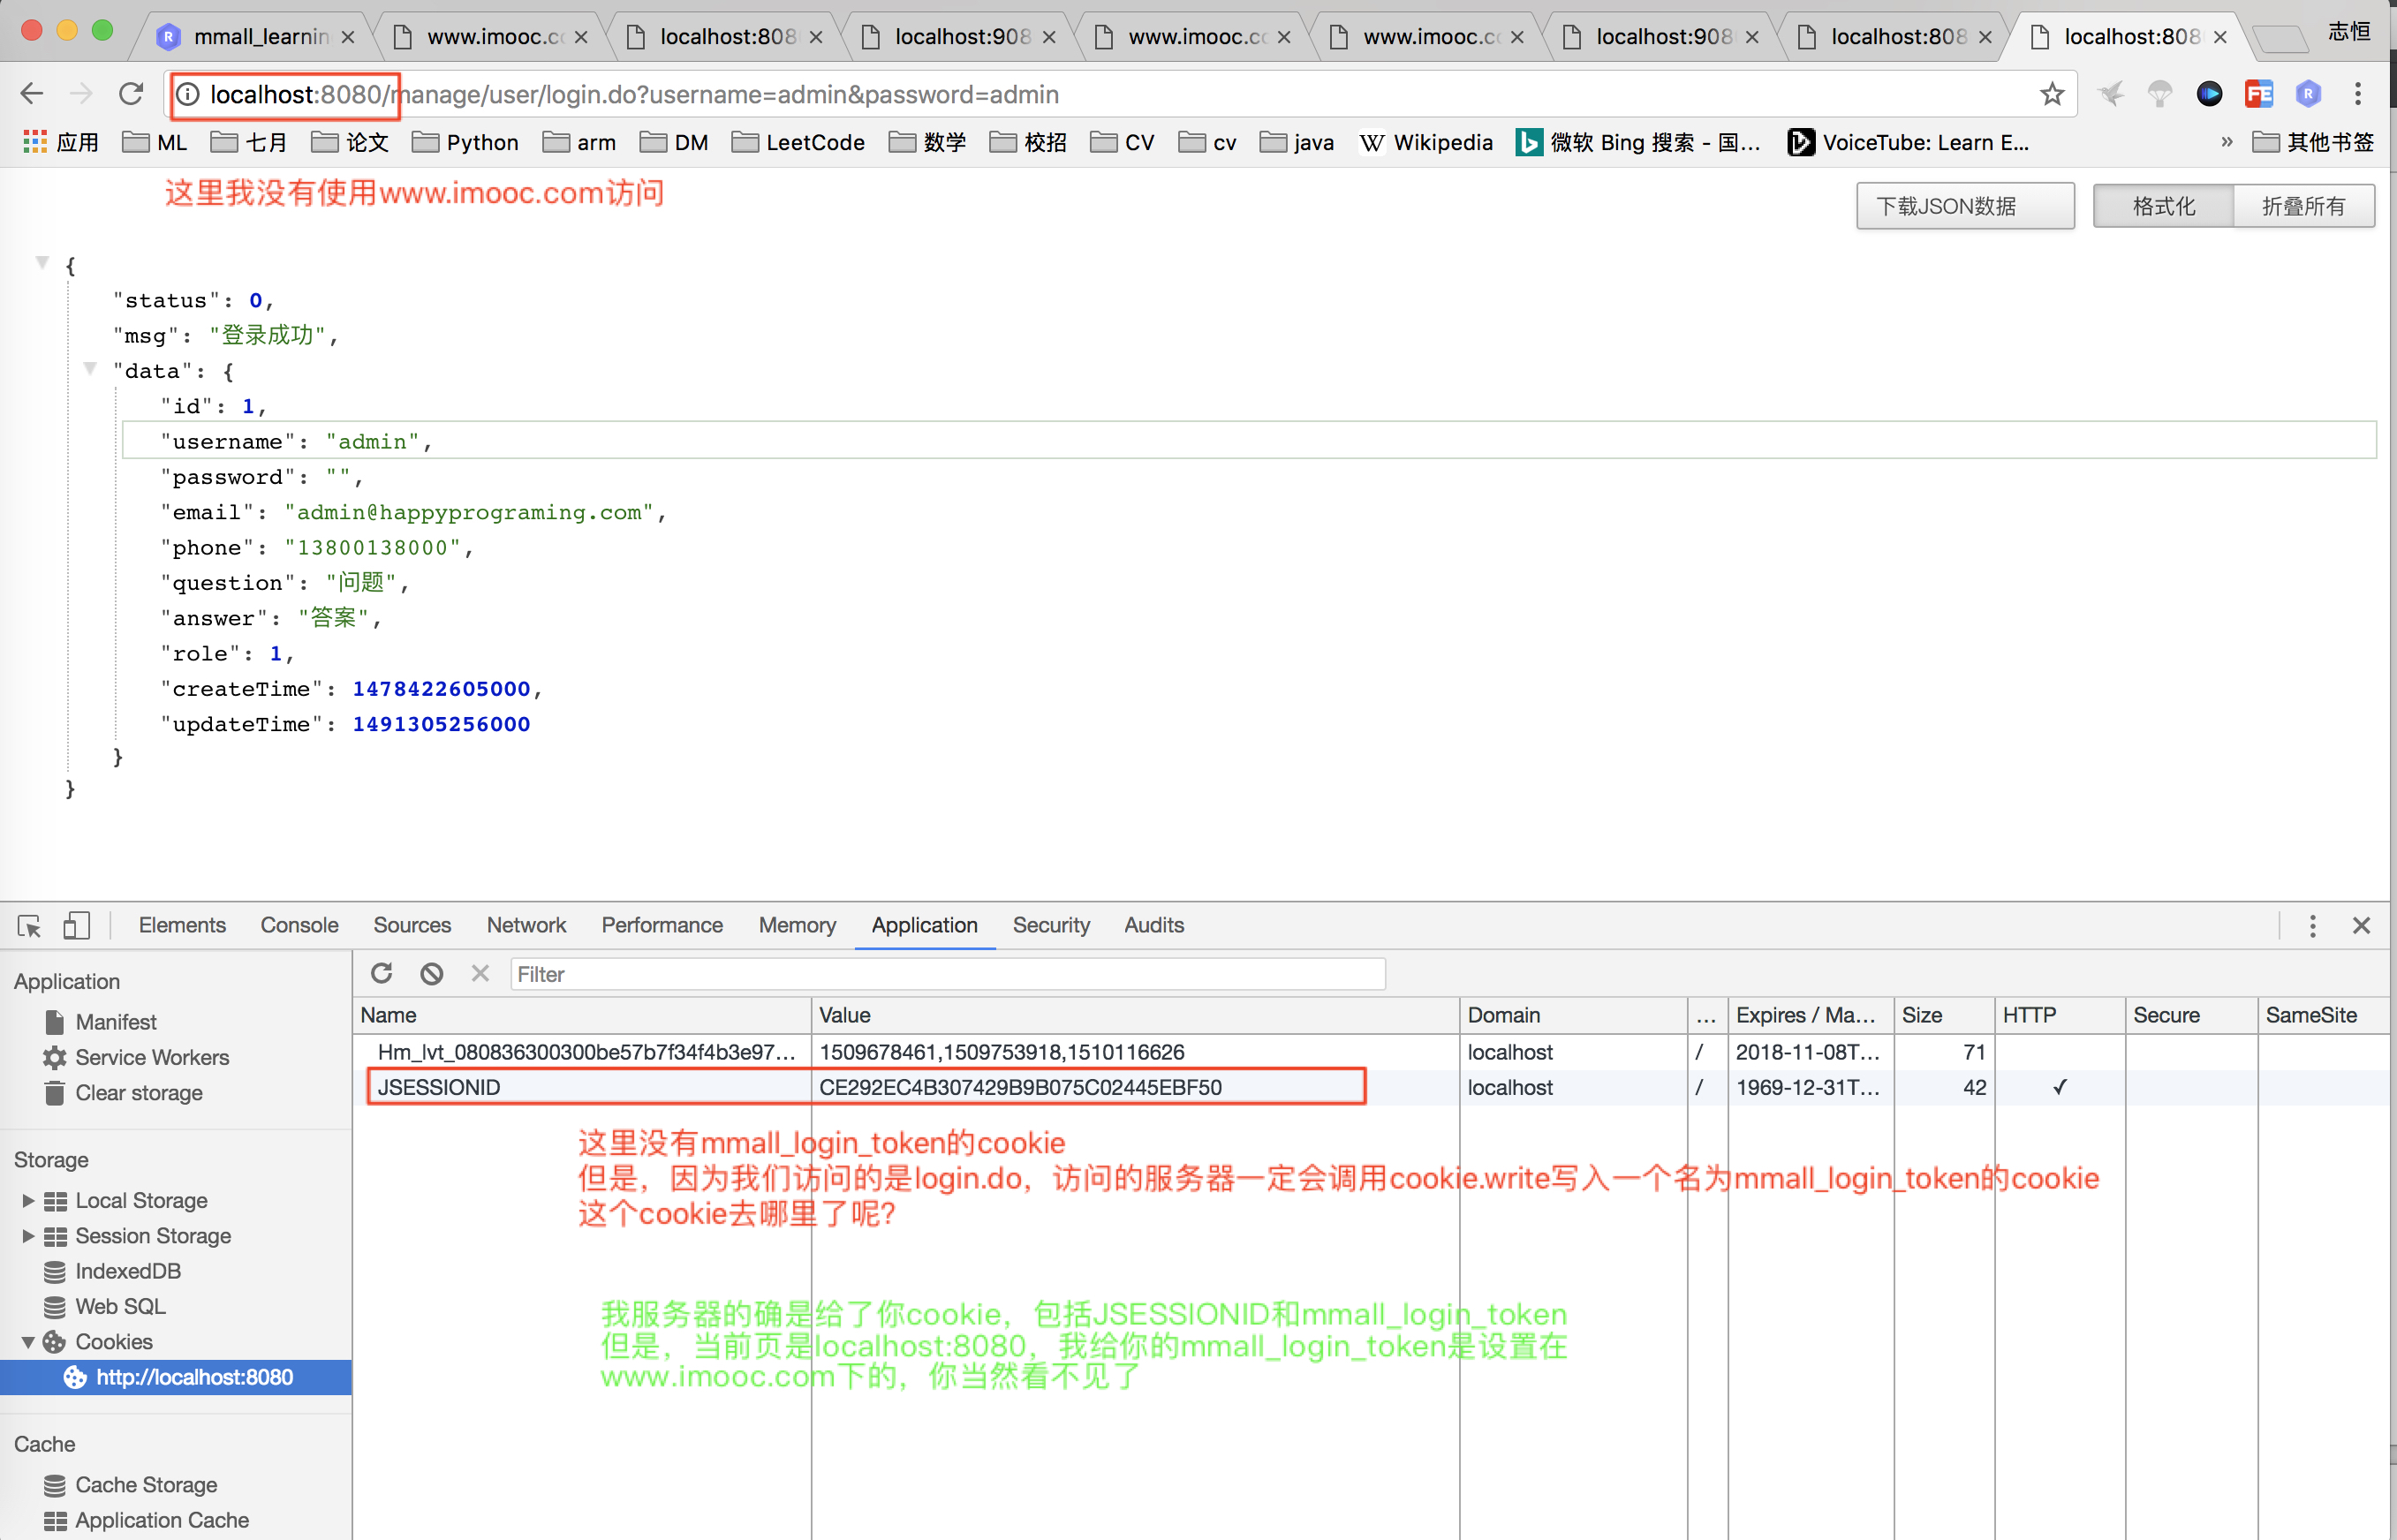 mmall_learnin
www.imooc.co
localhost:808
localhost:908
www.imooc.co
www.imooc.co
localhost:908
localhost:808
localhost:808
志恒
localhost:8080/manage/user/login.do?username=admin&password=admin
应用 ML 七月 论文 Python arm DM LeetCode 数学 校招 CV cv java Wikipedia 微软 Bing 搜索 - 国... VoiceTube: Learn E... » 其他书签
这里我没有使用www.imooc.com访问
下载JSON数据 格式化 折叠所有
{
"status": 0,
"msg": "登录成功",
"data": {
"id": 1,
"username": "admin",
"password": "",
"email": "admin@happyprograming.com",
"phone": "13800138000",
"question": "问题",
"answer": "答案",
"role": 1,
"createTime": 1478422605000,
"updateTime": 1491305256000
}
}
Elements Console Sources Network Performance Memory Application Security Audits
Filter
Application
Manifest
Service Workers
Clear storage
Storage
Local Storage
Session Storage
IndexedDB
Web SQL
Cookies
http://localhost:8080
Cache
Cache Storage
Application Cache
Name Value Domain ... Expires / Ma... Size HTTP Secure SameSite
Hm_lvt_080836300300be57b7f34f4b3e97... 1509678461,1509753918,1510116626 localhost / 2018-11-08T... 71
JSESSIONID CE292EC4B307429B9B075C02445EBF50 localhost / 1969-12-31T... 42 ✓
这里没有mmall_login_token的cookie
但是，因为我们访问的是login.do，访问的服务器一定会调用cookie.write写入一个名为mmall_login_token的cookie
这个cookie去哪里了呢?
我服务器的确是给了你cookie，包括JSESSIONID和mmall_login_token
但是，当前页是localhost:8080，我给你的mmall_login_token是设置在
www.imooc.com下的，你当然看不见了